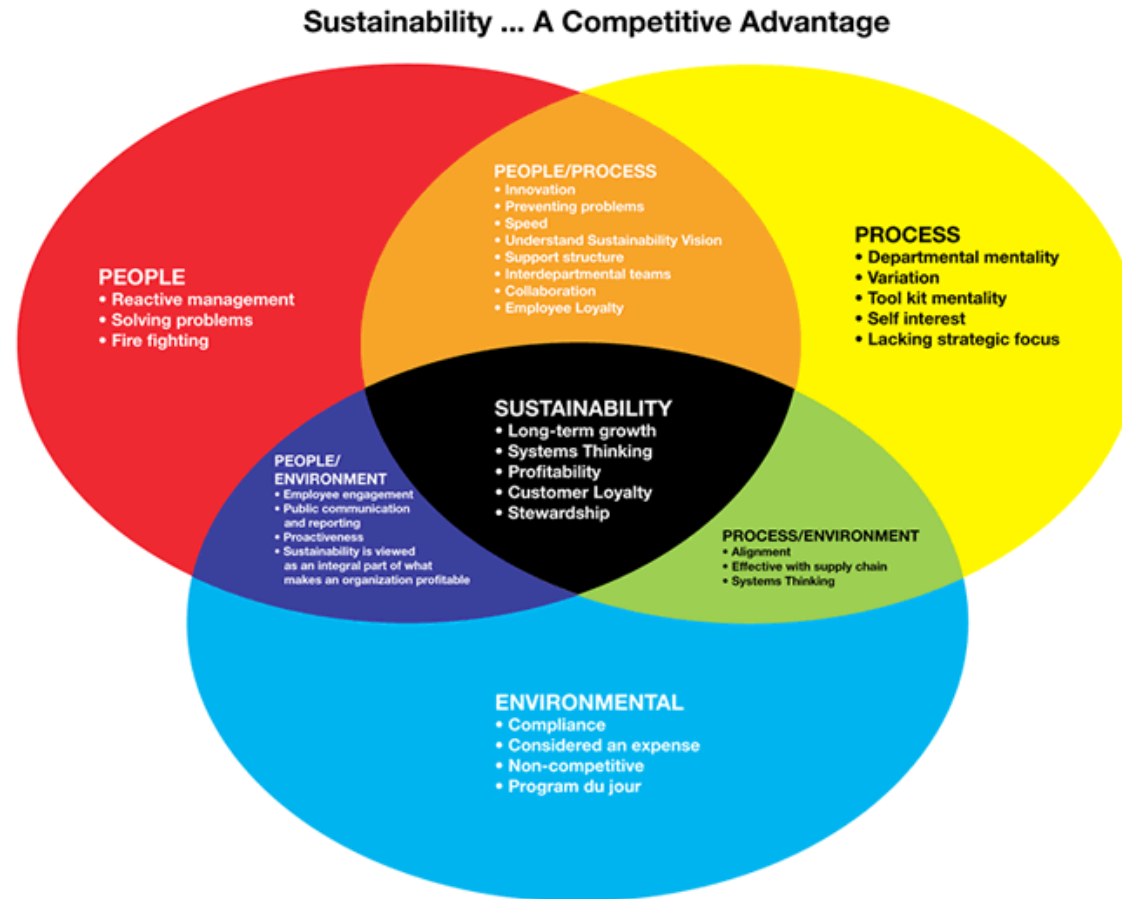 Sustainability ... A Competitive Advantage
PEOPLE/PROCESS
• Innovation
• Preventing problems
• Speed
• Understand Sustainability Vision
• Support structure
• Interdepartmental teams
• Collaboration
• Employee Loyalty
PROCESS
• Departmental mentality
• Variation
• Tool kit mentality
• Self interest
• Lacking strategic focus
PEOPLE
• Reactive management
• Solving problems
• Fire fighting
SUSTAINABILITY
• Long-term growth
• Systems Thinking
• Profitability
• Customer Loyalty
• Stewardship
PEOPLE/
ENVIRONMENT
• Employee engagement
• Public communication
and reporting
• Proactiveness
• Sustainability is viewed
as an integral part of what
makes an organization profitable
PROCESS/ENVIRONMENT
• Alignment
• Effective with supply chain
• Systems Thinking
ENVIRONMENTAL
• Compliance
• Considered an expense
• Non-competitive
• Program du jour